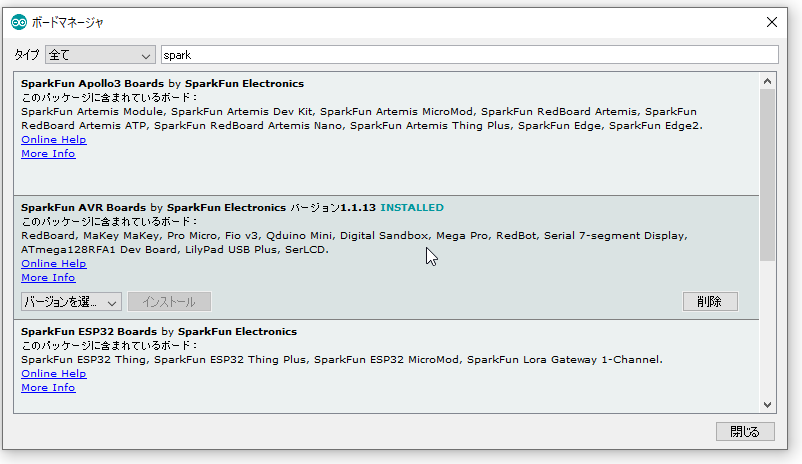 ボードマネージャ
タイプ 全て spark
SparkFun Apollo3 Boards by SparkFun Electronics
このパッケージに含まれているボード：
SparkFun Artemis Module, SparkFun Artemis Dev Kit, SparkFun Artemis MicroMod, SparkFun RedBoard Artemis, SparkFun
RedBoard Artemis ATP, SparkFun RedBoard Artemis Nano, SparkFun Artemis Thing Plus, SparkFun Edge, SparkFun Edge2.
Online Help
More Info
SparkFun AVR Boards by SparkFun Electronics バージョン1.1.13 INSTALLED
このパッケージに含まれているボード：
RedBoard, MaKey MaKey, Pro Micro, Fio v3, Qduino Mini, Digital Sandbox, Mega Pro, RedBot, Serial 7-segment Display,
ATmega128RFA1 Dev Board, LilyPad USB Plus, SerLCD.
Online Help
More Info
バージョンを選... インストール 削除
SparkFun ESP32 Boards by SparkFun Electronics
このパッケージに含まれているボード：
SparkFun ESP32 Thing, SparkFun ESP32 Thing Plus, SparkFun ESP32 MicroMod, SparkFun Lora Gateway 1-Channel.
Online Help
More Info
閉じる